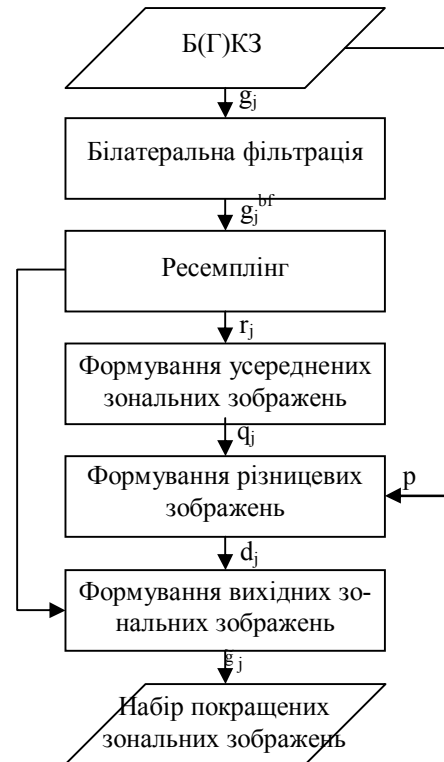 Б(Г)КЗ
g_j
Білатеральна фільтрація
g_j^bf
Ресемплінг
r_j
Формування усереднених
зональних зображень
q_j
Формування різницевих
зображень
p
d_j
Формування вихідних зо-
нальних зображень
g_j
Набір покращених
зональних зображень